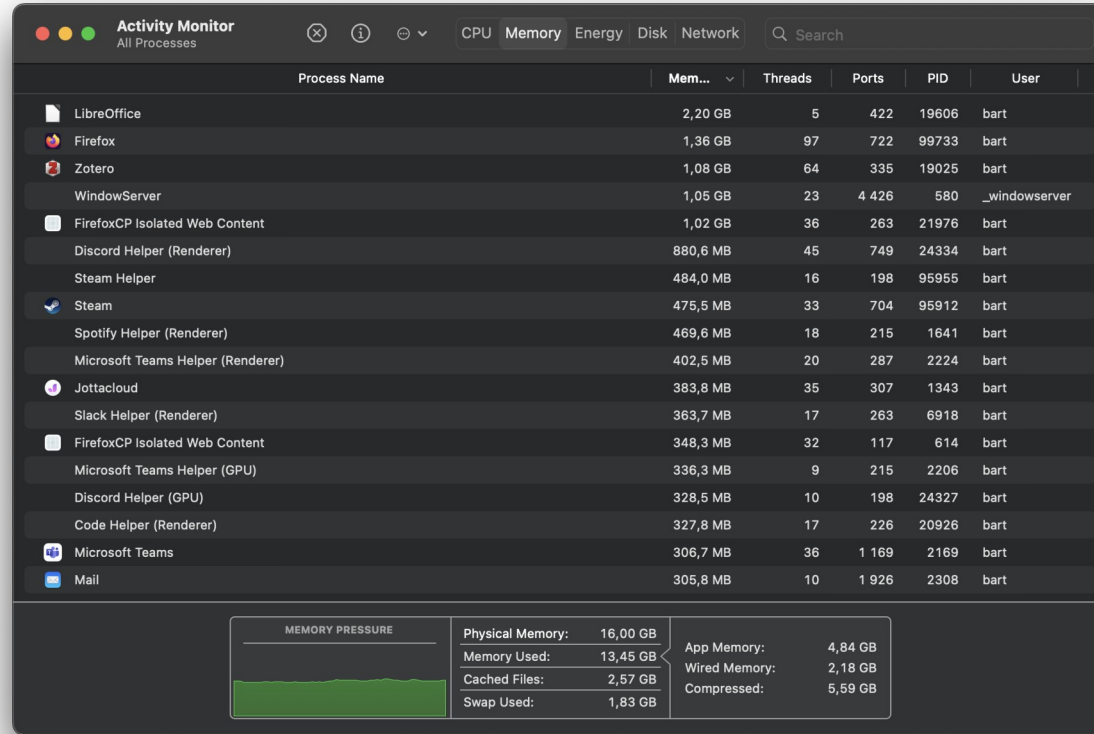 Activity Monitor
All Processes
CPU Memory Energy Disk Network Search
Process Name Mem... Threads Ports PID User
LibreOffice 2,20 GB 5 422 19606 bart
Firefox 1,36 GB 97 722 99733 bart
Zotero 1,08 GB 64 335 19025 bart
WindowServer 1,05 GB 23 4 426 580 _windowserver
FirefoxCP Isolated Web Content 1,02 GB 36 263 21976 bart
Discord Helper (Renderer) 880,6 MB 45 749 24334 bart
Steam Helper 484,0 MB 16 198 95955 bart
Steam 475,5 MB 33 704 95912 bart
Spotify Helper (Renderer) 469,6 MB 18 215 1641 bart
Microsoft Teams Helper (Renderer) 402,5 MB 20 287 2224 bart
Jottacloud 383,8 MB 35 307 1343 bart
Slack Helper (Renderer) 363,7 MB 17 263 6918 bart
FirefoxCP Isolated Web Content 348,3 MB 32 117 614 bart
Microsoft Teams Helper (GPU) 336,3 MB 9 215 2206 bart
Discord Helper (GPU) 328,5 MB 10 198 24327 bart
Code Helper (Renderer) 327,8 MB 17 226 20926 bart
Microsoft Teams 306,7 MB 36 1 169 2169 bart
Mail 305,8 MB 10 1 926 2308 bart
MEMORY PRESSURE
Physical Memory: 16,00 GB
Memory Used: 13,45 GB
Cached Files: 2,57 GB
Swap Used: 1,83 GB
App Memory: 4,84 GB
Wired Memory: 2,18 GB
Compressed: 5,59 GB